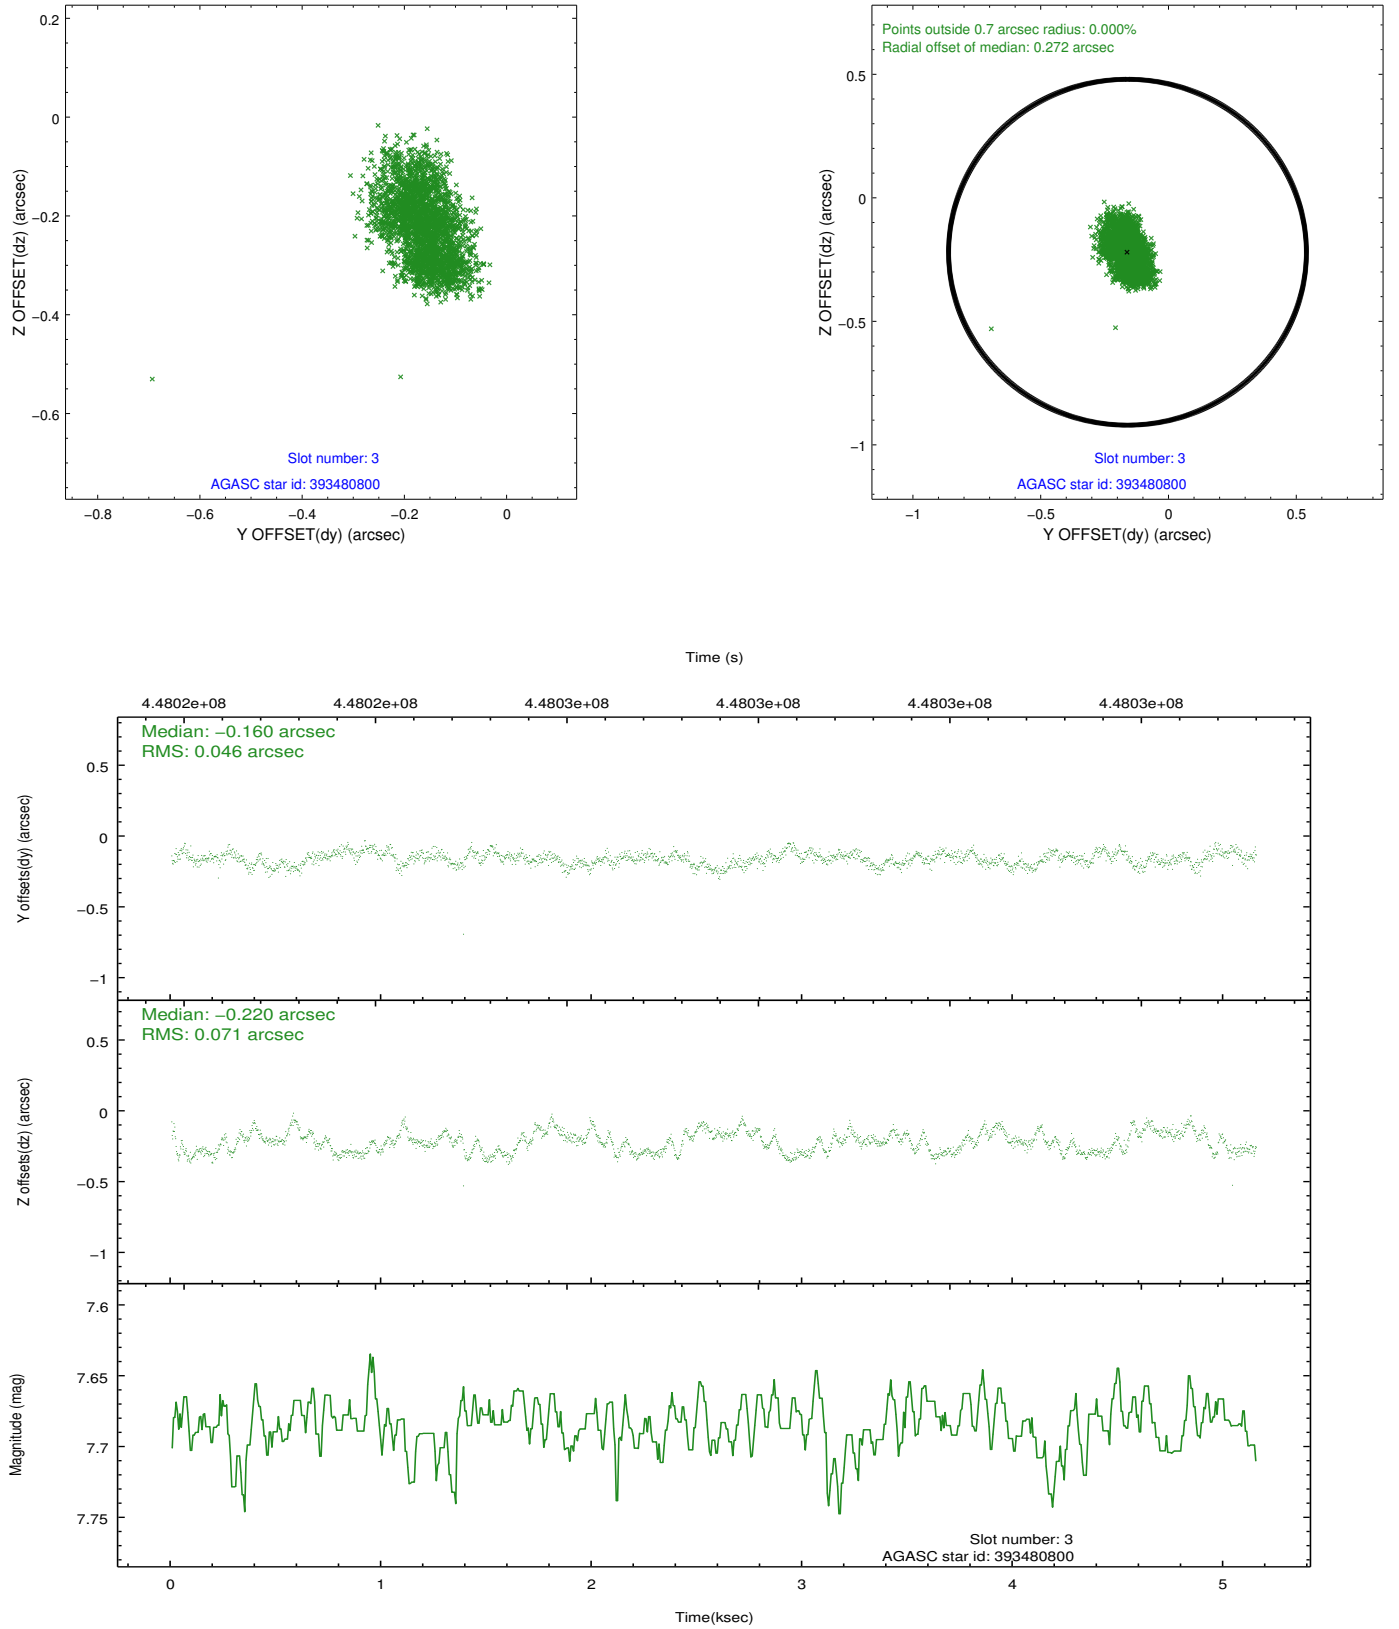 0.2
0
−0.2
−0.4
−0.6
Z OFFSET(dz) (arcsec)
Slot number: 3
AGASC star id: 393480800
−0.8
−0.6
−0.4
−0.2
0
Y OFFSET(dy) (arcsec)
Points outside 0.7 arcsec radius: 0.000%
Radial offset of median: 0.272 arcsec
0.5
0
−0.5
−1
Z OFFSET(dz) (arcsec)
Slot number: 3
AGASC star id: 393480800
−1
−0.5
0
0.5
Y OFFSET(dy) (arcsec)
Time (s)
4.4802e+08
4.4802e+08
4.4803e+08
4.4803e+08
4.4803e+08
4.4803e+08
Median: −0.160 arcsec
RMS: 0.046 arcsec
0.5
0
−0.5
−1
Y offsets(dy) (arcsec)
Median: −0.220 arcsec
RMS: 0.071 arcsec
0.5
0
−0.5
−1
Z offsets(dz) (arcsec)
7.6
7.65
7.7
7.75
Magnitude (mag)
Slot number: 3
AGASC star id: 393480800
0
1
2
3
4
5
Time(ksec)